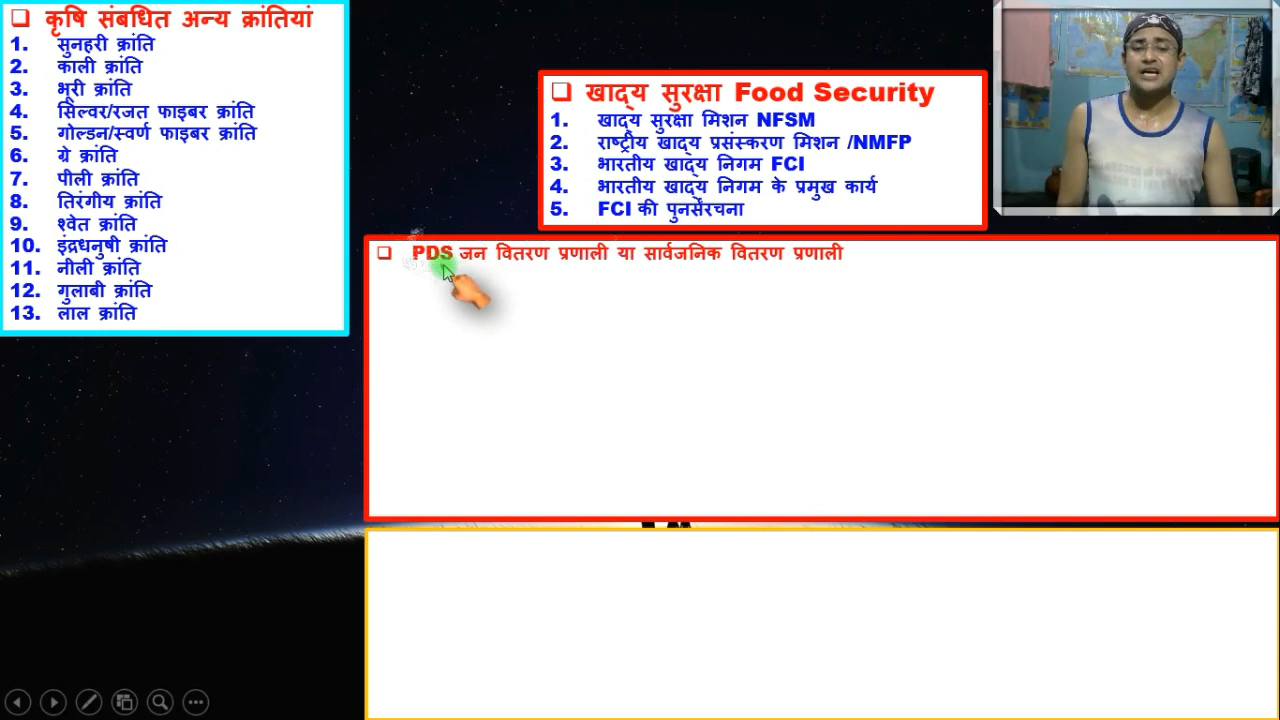 ❑ कृषि संबधित अन्य क्रांतियां
1. सुनहरी क्रांति
2. काली क्रांति
3. भूरी क्रांति
4. सिल्वर/रजत फाइबर क्रांति
5. गोल्डन/स्वर्ण फाइबर क्रांति
6. ग्रे क्रांति
7. पीली क्रांति
8. तिरंगीय क्रांति
9. श्वेत क्रांति
10. इंद्रधनुषी क्रांति
11. नीली क्रांति
12. गुलाबी क्रांति
13. लाल क्रांति
❑ खाद्य सुरक्षा Food Security
1. खाद्य सुरक्षा मिशन NFSM
2. राष्ट्रीय खाद्य प्रसंस्करण मिशन /NMFP
3. भारतीय खाद्य निगम FCI
4. भारतीय खाद्य निगम के प्रमुख कार्य
5. FCI की पुनर्संरचना
❑ PDS जन वितरण प्रणाली या सार्वजनिक वितरण प्रणाली